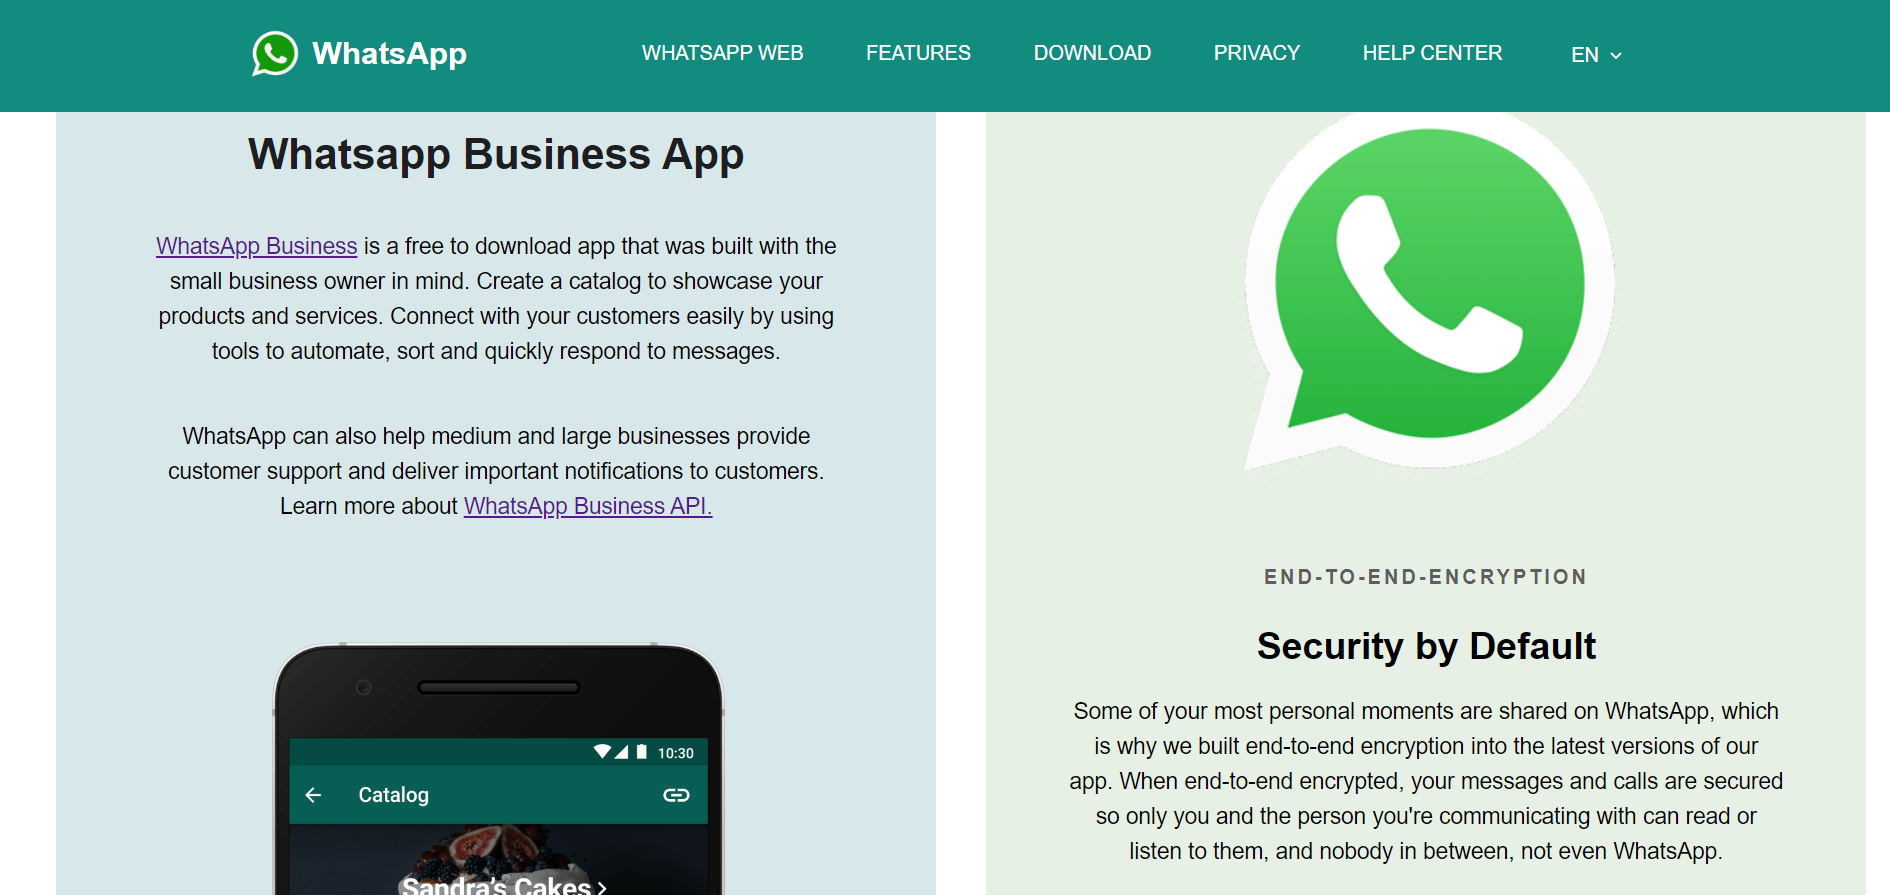 WhatsApp
WHATSAPP WEB
FEATURES
DOWNLOAD
PRIVACY
HELP CENTER
EN
Whatsapp Business App
WhatsApp Business is a free to download app that was built with the
small business owner in mind. Create a catalog to showcase your
products and services. Connect with your customers easily by using
tools to automate, sort and quickly respond to messages.
WhatsApp can also help medium and large businesses provide
customer support and deliver important notifications to customers.
Learn more about WhatsApp Business API.
10:30
Catalog
Sandra's Cakes
END-TO-END-ENCRYPTION
Security by Default
Some of your most personal moments are shared on WhatsApp, which
is why we built end-to-end encryption into the latest versions of our
app. When end-to-end encrypted, your messages and calls are secured
so only you and the person you're communicating with can read or
listen to them, and nobody in between, not even WhatsApp.